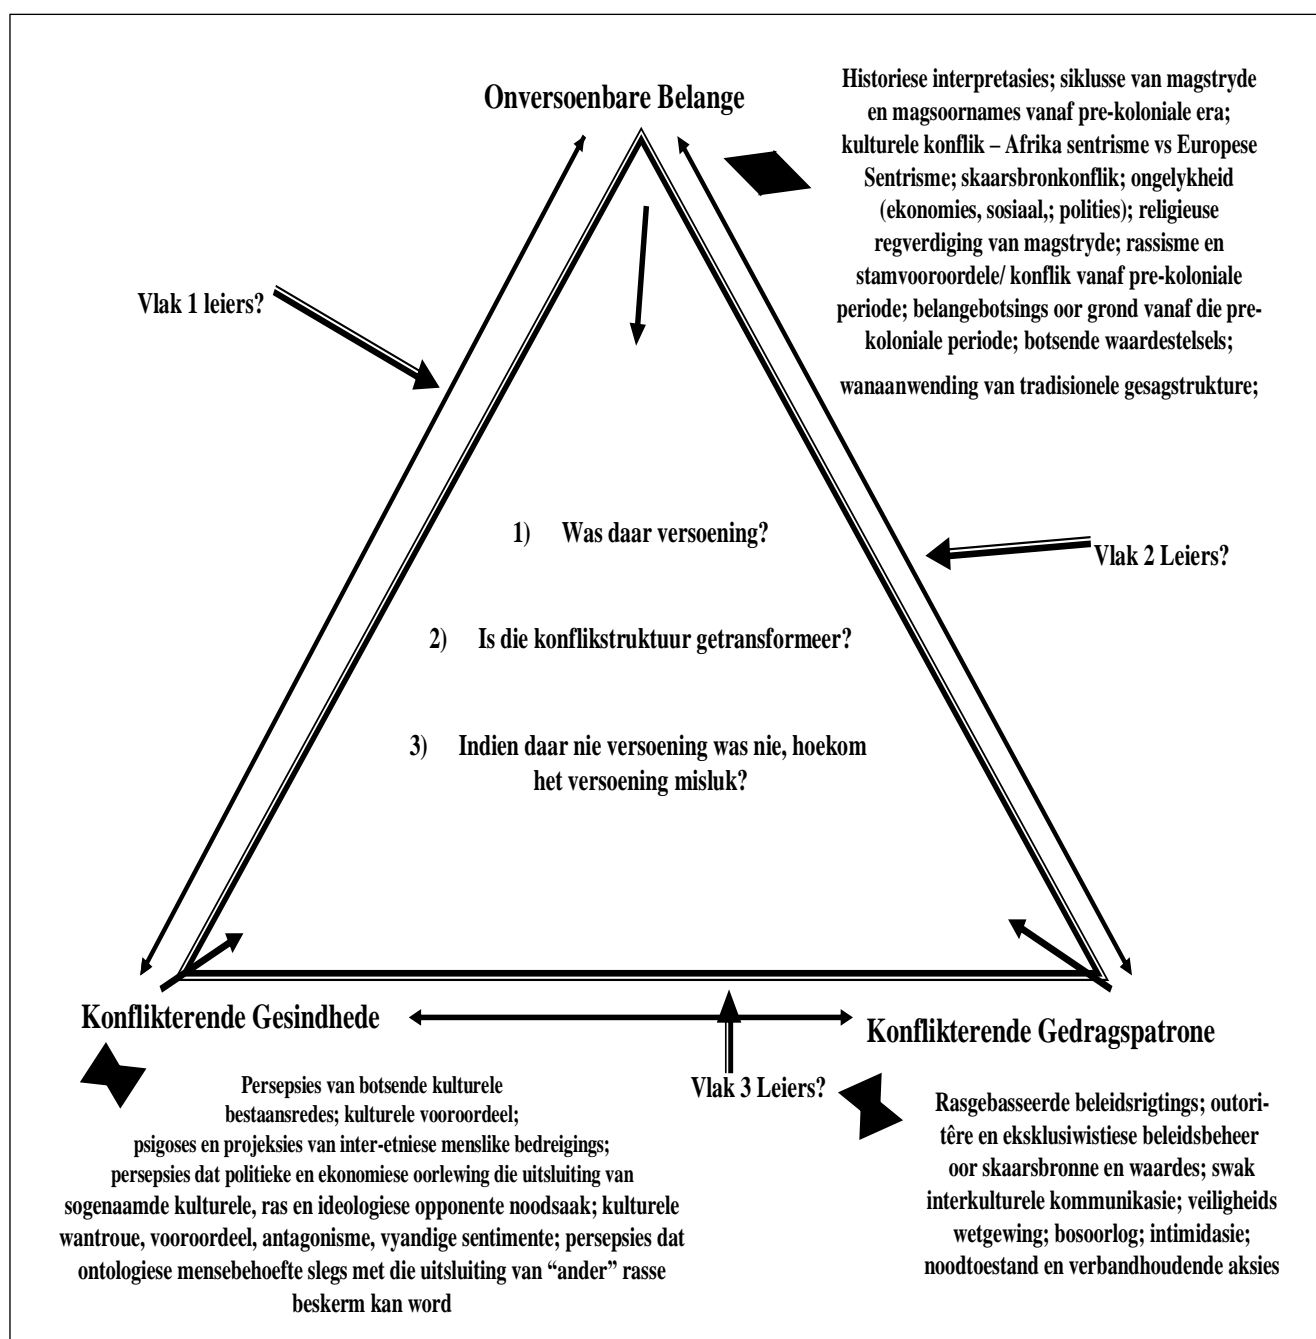 Onversoenbare Belange
Historiese interpretasies; siklusse van magstryde
en magsoornames vanaf pre-koloniale era;
kulturele konflik – Afrika sentrisme vs Europese
Sentrisme; skaarsbronkonflik; ongelykheid
(ekonomies, sosiaal,; polities); religieuse
regverdiging van magstryde; rassisme en
stamvooroordele/ konflik vanaf pre-koloniale
periode; belangebotsings oor grond vanaf die pre-
koloniale periode; botsende waardestelsels;
wanaanwending van tradisionele gesagstrukture;
Vlak 1 leiers?
1) Was daar versoening?
Vlak 2 Leiers?
2) Is die konflikstruktuur getransformeer?
3) Indien daar nie versoening was nie, hoekom
het versoening misluk?
Konflikterende Gesindhede
Konflikterende Gedragspatrone
Vlak 3 Leiers?
Persepsies van botsende kulturele
bestaansredes; kulturele vooroordeel;
psigoses en projeksies van inter-etniese menslike bedreigings;
persepsies dat politieke en ekonomiese oorlewing die uitsluiting van
sogenaamde kulturele, ras en ideologiese opponente noodsaak; kulturele
wantroue, vooroordeel, antagonisme, vyandige sentimente; persepsies dat
ontologiese mensebehoefte slegs met die uitsluiting van “ander” rasse
beskerm kan word
Rasgebasseerde beleidsrigtings; outori-
têre en eksklusiwistiese beleidsbeheer
oor skaarsbronne en waardes; swak
interkulturele kommunikasie; veiligheids
wetgewing; bosoorlog; intimidasie;
noodtoestand en verbandhoudende aksies